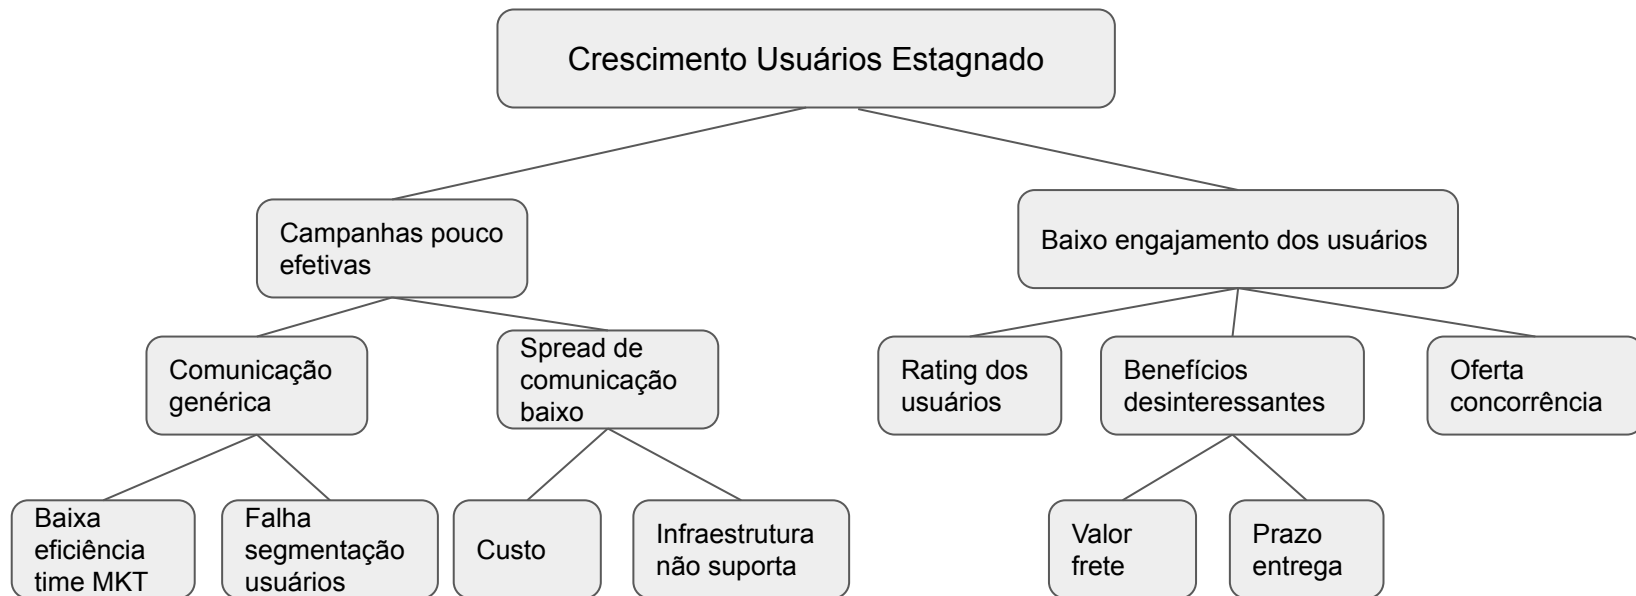 Crescimento Usuários Estagnado
Campanhas pouco
efetivas
Baixo engajamento dos usuários
Comunicação
genérica
Spread de
comunicação
baixo
Rating dos
usuários
Benefícios
desinteressantes
Oferta
concorrência
Baixa
eficiência
time MKT
Falha
segmentação
usuários
Custo
Infraestrutura
não suporta
Valor
frete
Prazo
entrega